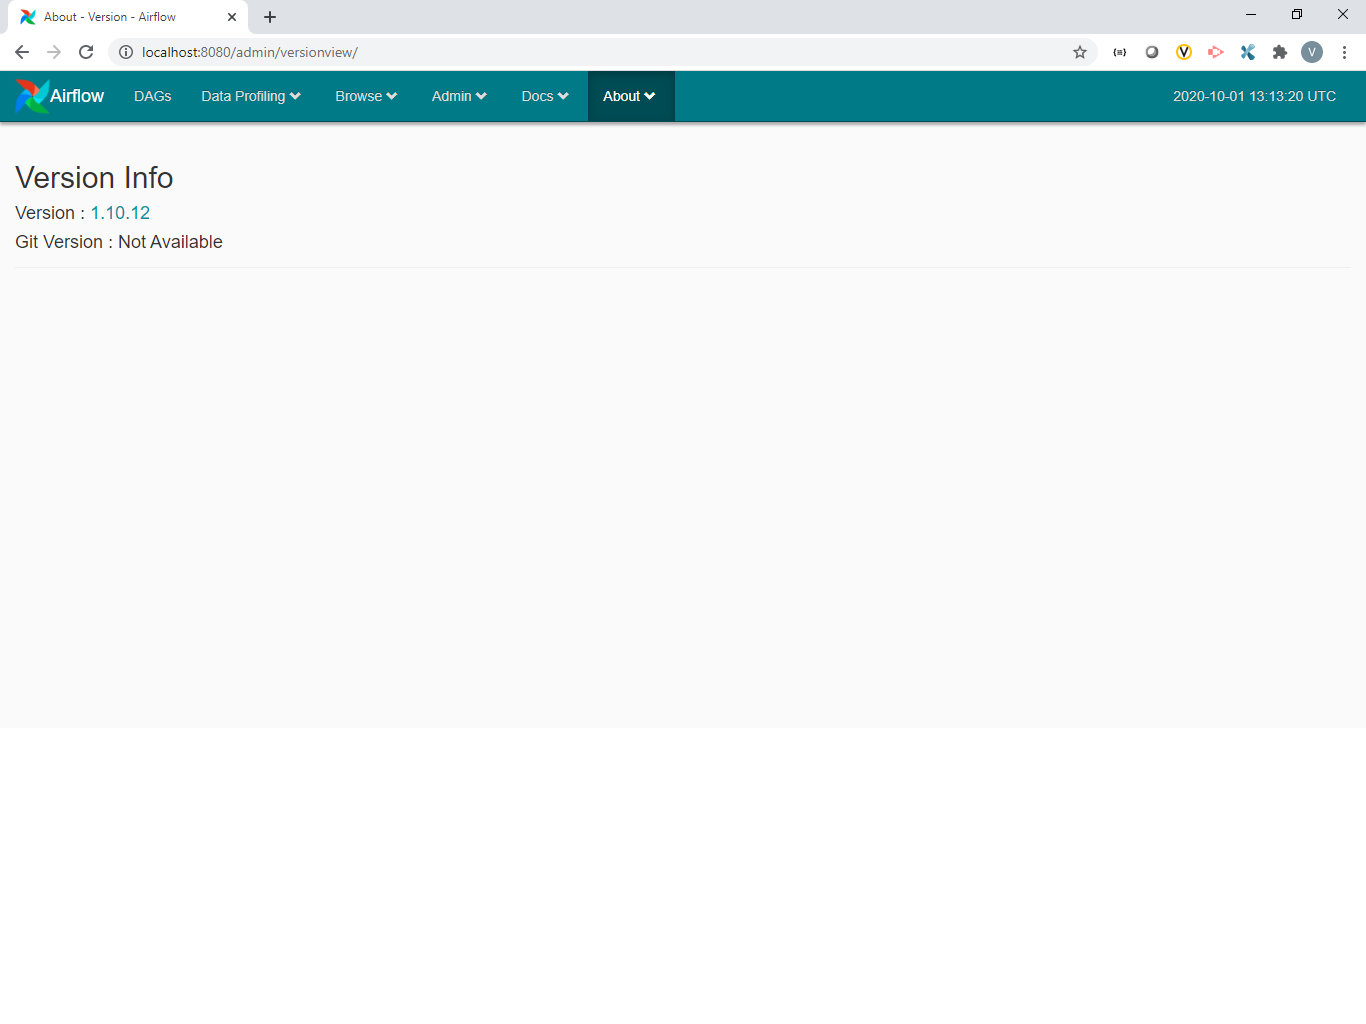 About - Version - Airflow
localhost:8080/admin/versionview/
V
V
Airflow DAGs Data Profiling Browse Admin Docs About 2020-10-01 13:13:20 UTC
Version Info
Version : 1.10.12
Git Version : Not Available